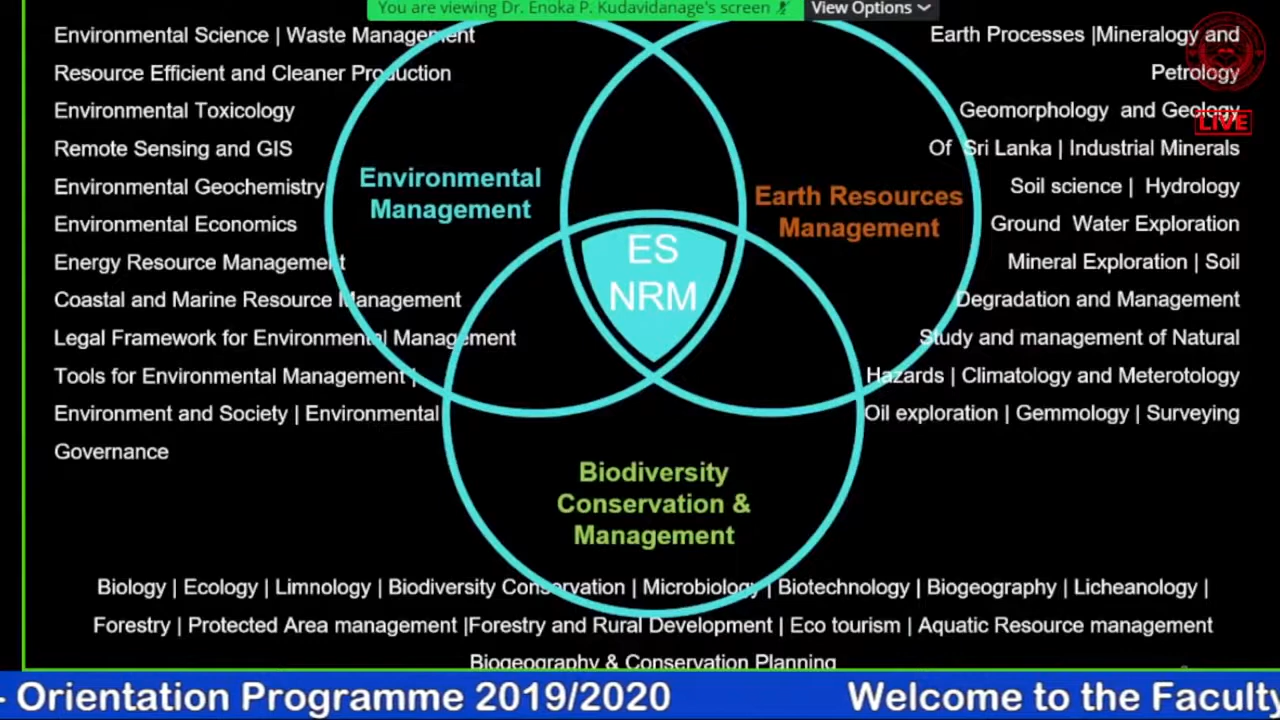 You are viewing Dr. Enoka P. Kudavidanage's screen
View Options
Environmental Science | Waste Management
Resource Efficient and Cleaner Production
Environmental Toxicology
Remote Sensing and GIS
Environmental Geochemistry
Environmental Economics
Energy Resource Management
Coastal and Marine Resource Management
Legal Framework for Environmental Management
Tools for Environmental Management |
Environment and Society | Environmental
Governance
Environmental
Management
ES
NRM
Earth Resources
Management
Earth Processes |Mineralogy and
Petrology
Geomorphology and Geology
Of Sri Lanka | Industrial Minerals
Soil science | Hydrology
Ground Water Exploration
Mineral Exploration | Soil
Degradation and Management
Study and management of Natural
Hazards | Climatology and Meterotology
Oil exploration | Gemmology | Surveying
LIVE
Biodiversity
Conservation &
Management
Biology | Ecology | Limnology | Biodiversity Conservation | Microbiology | Biotechnology | Biogeography | Licheanology |
Forestry | Protected Area management |Forestry and Rural Development | Eco tourism | Aquatic Resource management
Biogeography & Conservation Planning
- Orientation Programme 2019/2020
Welcome to the Faculty